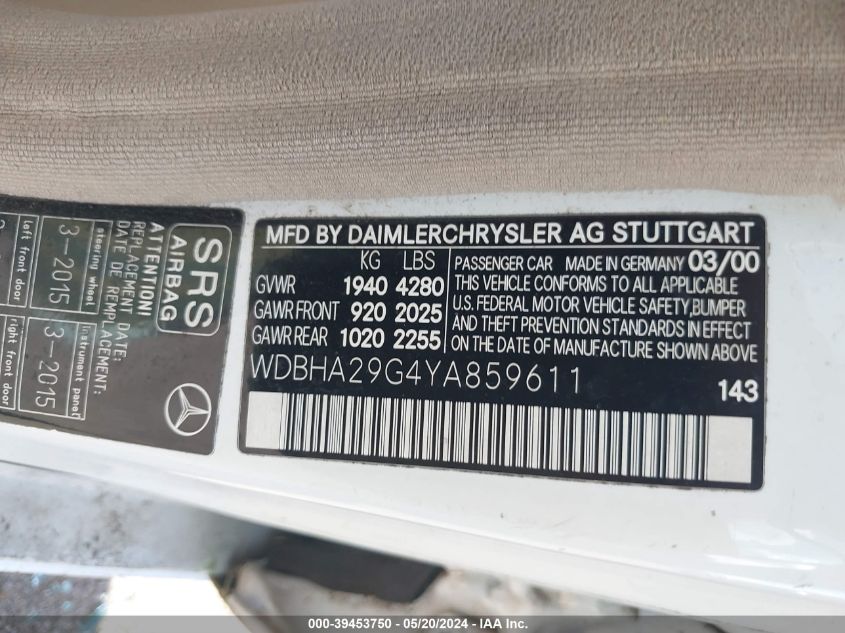 MFD BY DAIMLERCHRYSLER AG STUTTGART
KG LBS
GVWR 1940 4280
GAWR FRONT 920 2025
GAWR REAR 1020 2255
PASSENGER CAR MADE IN GERMANY 03/00
THIS VEHICLE CONFORMS TO ALL APPLICABLE
U.S. FEDERAL MOTOR VEHICLE SAFETY,BUMPER
AND THEFT PREVENTION STANDARDS IN EFFECT
ON THE DATE OF MANUFACTURE SHOWN ABOVE
WDBHA29G4YA859611
143
SRS
AIRBAG
ATTENTION!
REPLACEMENT DATE:
DATE DE REMPLACEMENT:
steering wheel
3-2015
left front door
Instrument panel
3-2015
right front door
000-39453750 - 05/20/2024 - IAA Inc.